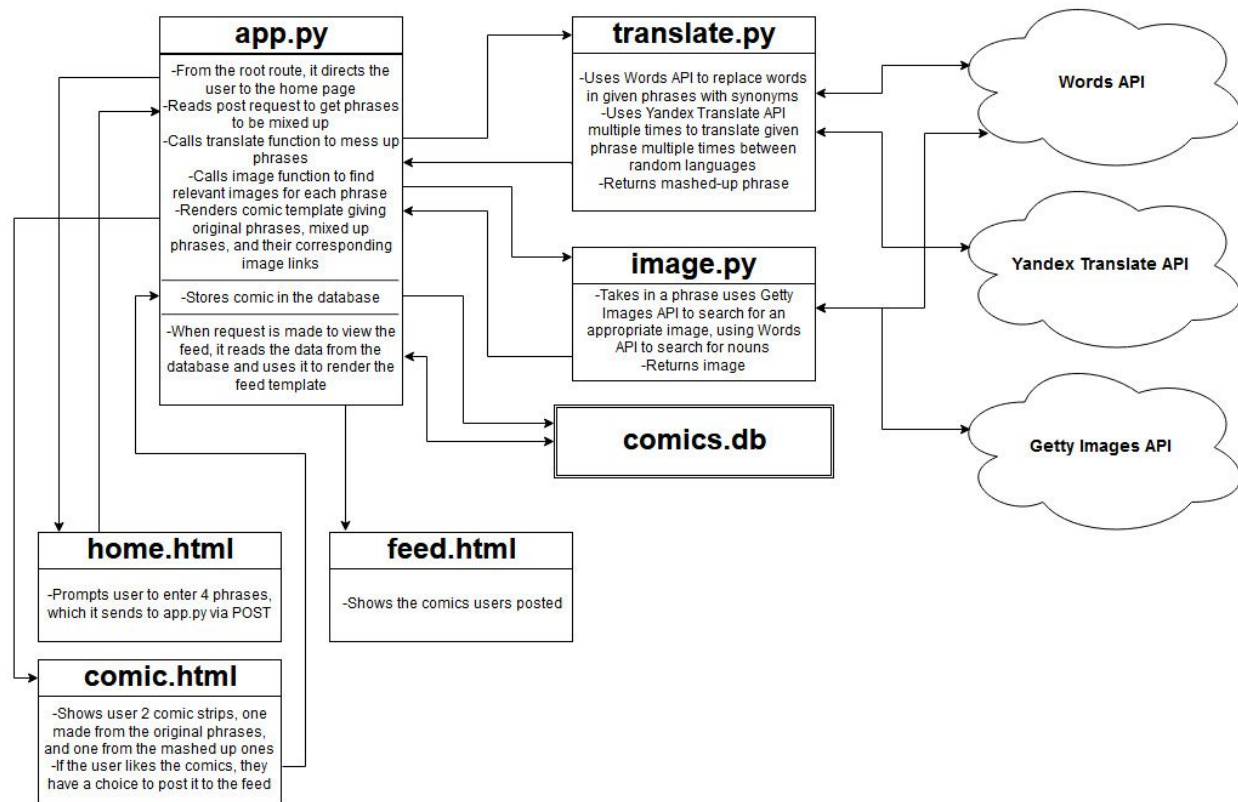 app.py
-From the root route, it directs the
user to the home page
-Reads post request to get phrases
to be mixed up
-Calls translate function to mess up
phrases
-Calls image function to find
relevant images for each phrase
-Renders comic template giving
original phrases, mixed up
phrases, and their corresponding
image links
-Stores comic in the database
-When request is made to view the
feed, it reads the data from the
database and uses it to render the
feed template
translate.py
-Uses Words API to replace words
in given phrases with synonyms
-Uses Yandex Translate API
multiple times to translate given
phrase multiple times between
random languages
-Returns mashed-up phrase
image.py
-Takes in a phrase uses Getty
Images API to search for an
appropriate image, using Words
API to search for nouns
-Returns image
comics.db
Words API
Yandex Translate API
Getty Images API
home.html
-Prompts user to enter 4 phrases,
which it sends to app.py via POST
feed.html
-Shows the comics users posted
comic.html
-Shows user 2 comic strips, one
made from the original phrases,
and one from the mashed up ones
-If the user likes the comics, they
have a choice to post it to the feed